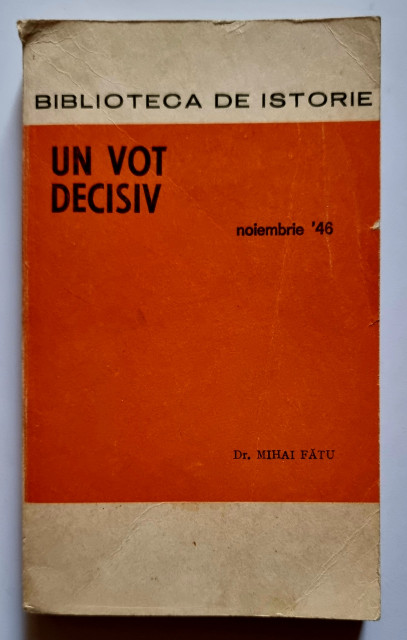 BIBLIOTECA DE ISTORIE
UN VOT
DECISIV
noiembrie '46
Dr. MIHAI FĂTU